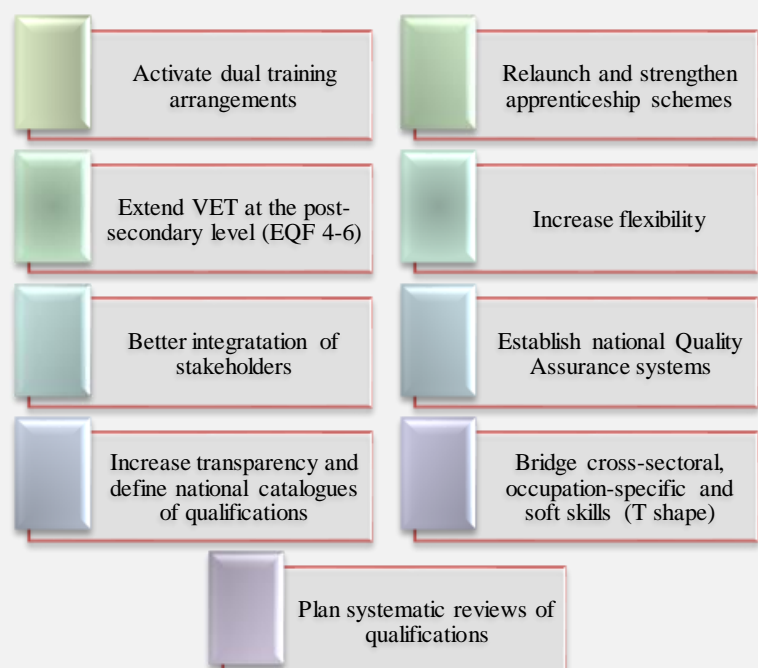 Activate dual training
arrangements
Relaunch and strengthen
apprenticeship schemes
Extend VET at the post-
secondary level (EQF 4-6)
Increase flexibility
Better integratation of
stakeholders
Establish national Quality
Assurance systems
Increase transparency and
define national catalogues
of qualifications
Bridge cross-sectoral,
occupation-specific and
soft skills (T shape)
Plan systematic reviews of
qualifications